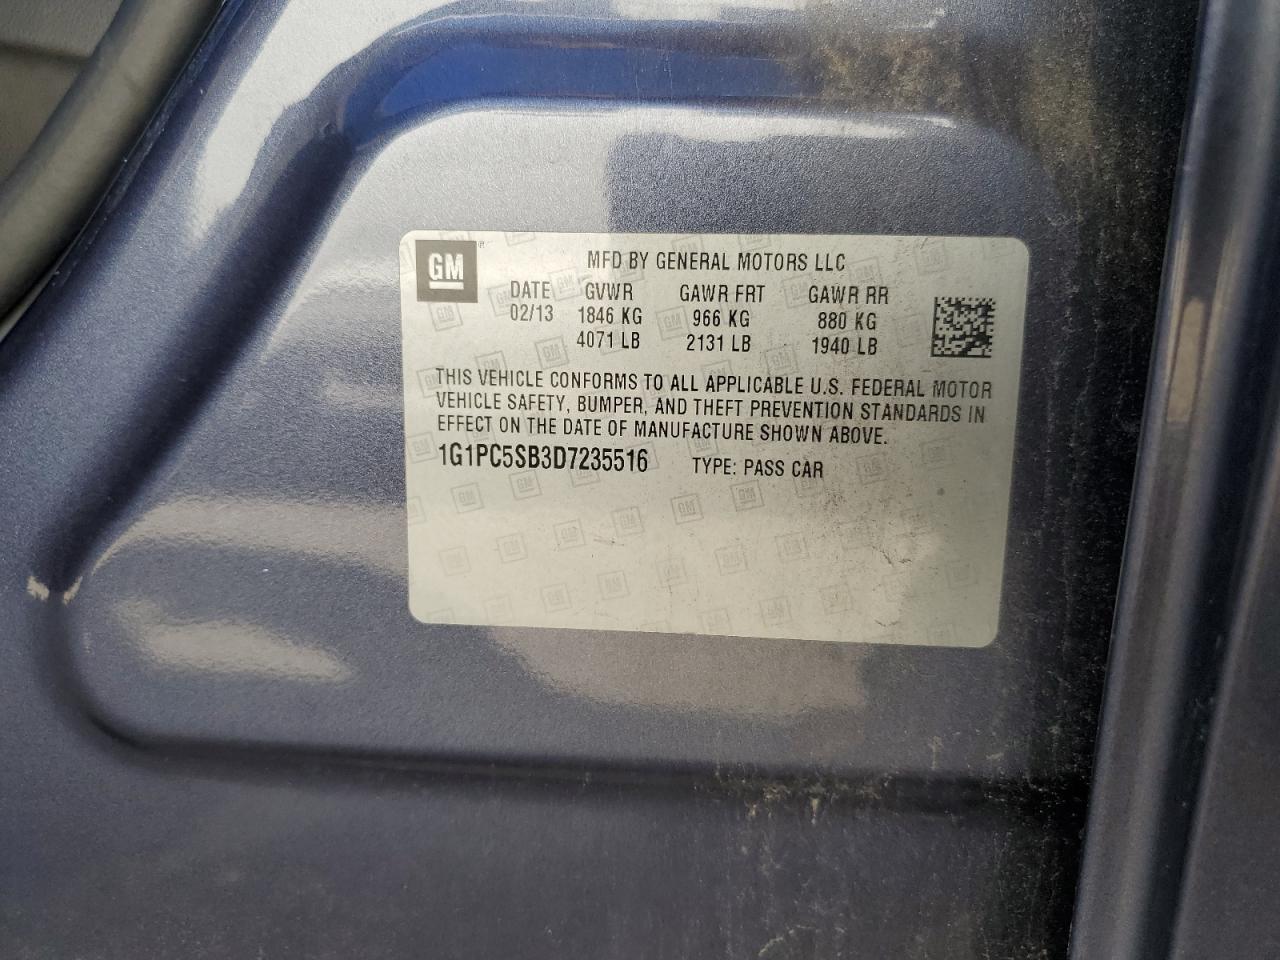 GM
MFD BY GENERAL MOTORS LLC
DATE GVWR GAWR FRT GAWR RR
02/13 1846 KG 966 KG 880 KG
4071 LB 2131 LB 1940 LB
THIS VEHICLE CONFORMS TO ALL APPLICABLE U.S. FEDERAL MOTOR
VEHICLE SAFETY, BUMPER, AND THEFT PREVENTION STANDARDS IN
EFFECT ON THE DATE OF MANUFACTURE SHOWN ABOVE.
1G1PC5SB3D7235516 TYPE: PASS CAR